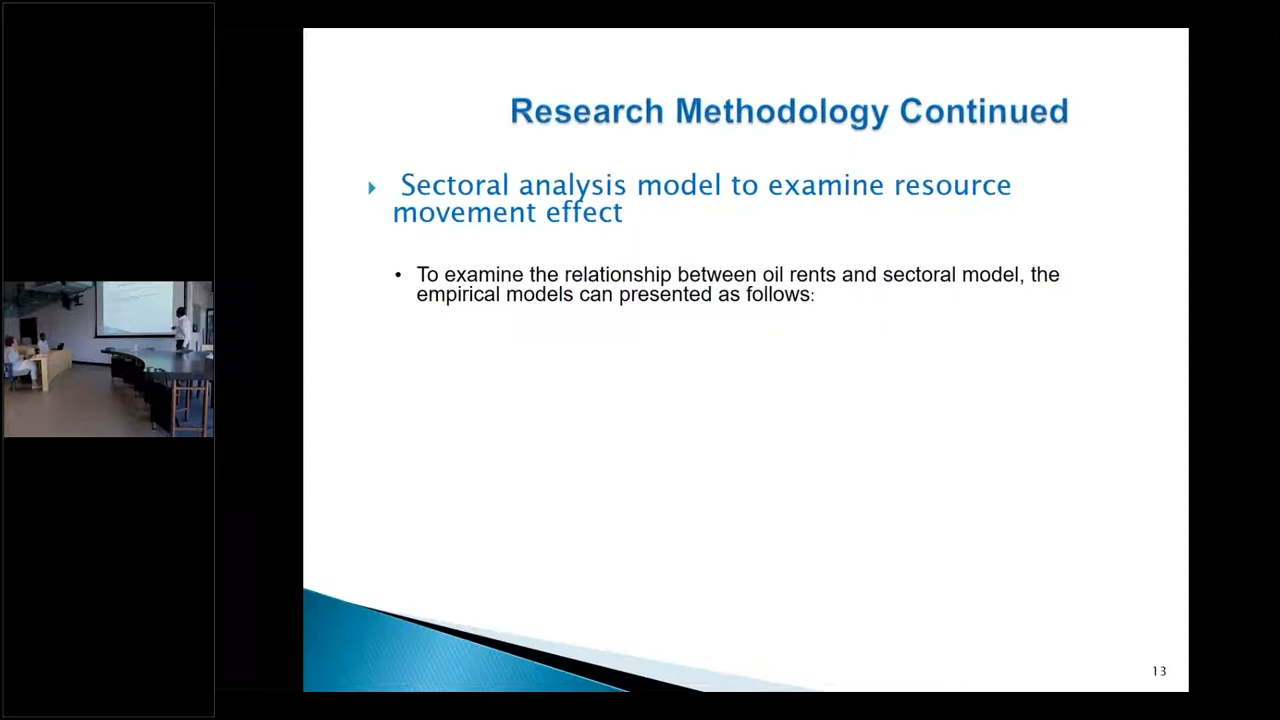 Research Methodology Continued
Sectoral analysis model to examine resource
movement effect
• To examine the relationship between oil rents and sectoral model, the
empirical models can presented as follows:
13